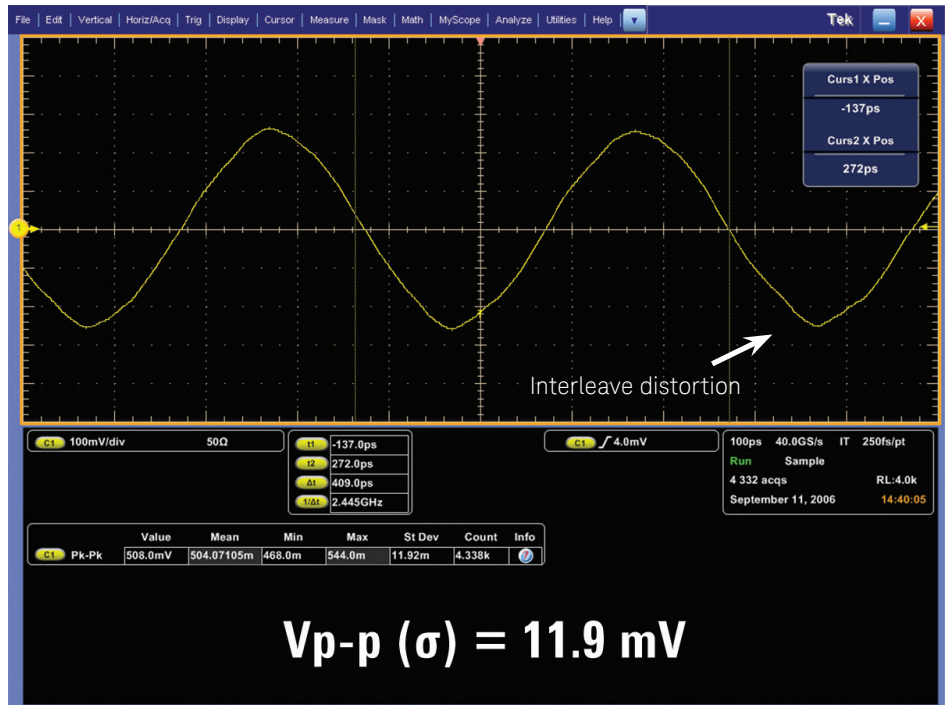 File | Edit | Vertical | Horiz/Acq | Trig | Display | Cursor | Measure | Mask | Math | MyScope | Analyze | Utilities | Help | Tek X
Curs1 X Pos
-137ps
Curs2 X Pos
272ps
1
Interleave distortion
C1 100mV/div 50Ω
t1 -137.0ps
t2 272.0ps
Δt 409.0ps
1/Δt 2.445GHz
C1 4.0mV
100ps 40.0GS/s IT 250fs/pt
Run Sample
4 332 acqs RL:4.0k
September 11, 2006 14:40:05
Value Mean Min Max St Dev Count Info
C1 Pk-Pk 508.0mV 504.07105m 468.0m 544.0m 11.92m 4.338k
Vp-p (σ) = 11.9 mV